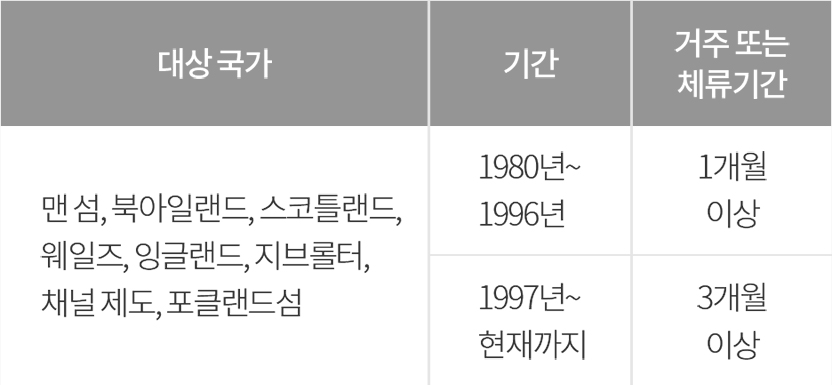 대상 국가
기간
거주 또는
체류기간
맨 섬, 북아일랜드, 스코틀랜드,
웨일즈, 잉글랜드, 지브롤터,
채널 제도, 포클랜드섬
1980년~
1996년
1개월
이상
1997년~
현재까지
3개월
이상